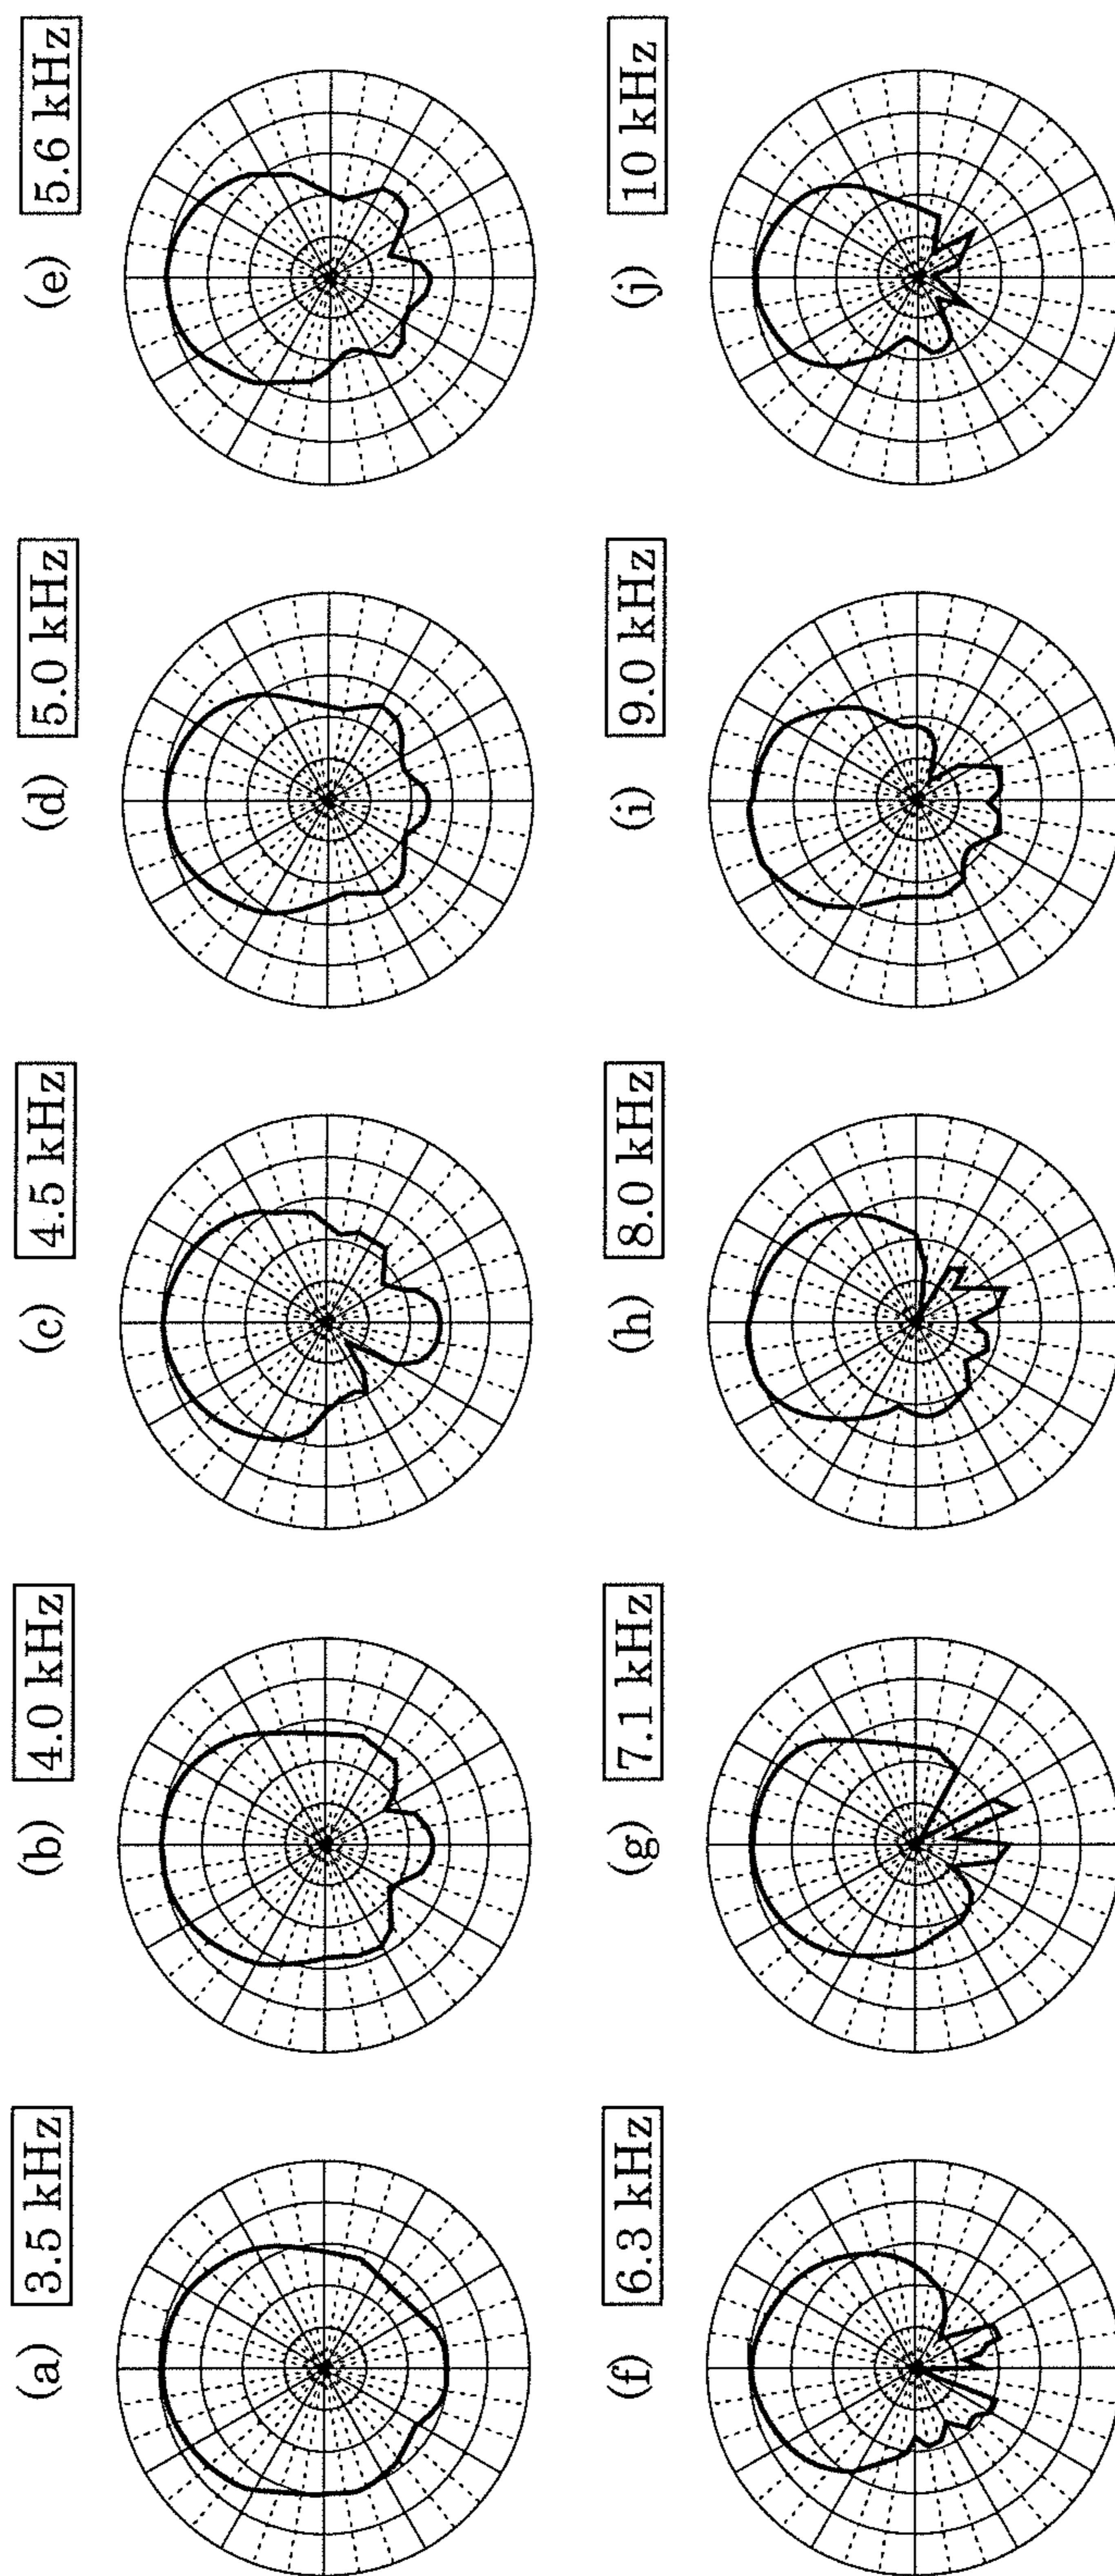 (a) 3.5 kHz
(b) 4.0 kHz
(c) 4.5 kHz
(d) 5.0 kHz
(e) 5.6 kHz
(f) 6.3 kHz
(g) 7.1 kHz
(h) 8.0 kHz
(i) 9.0 kHz
(j) 10 kHz